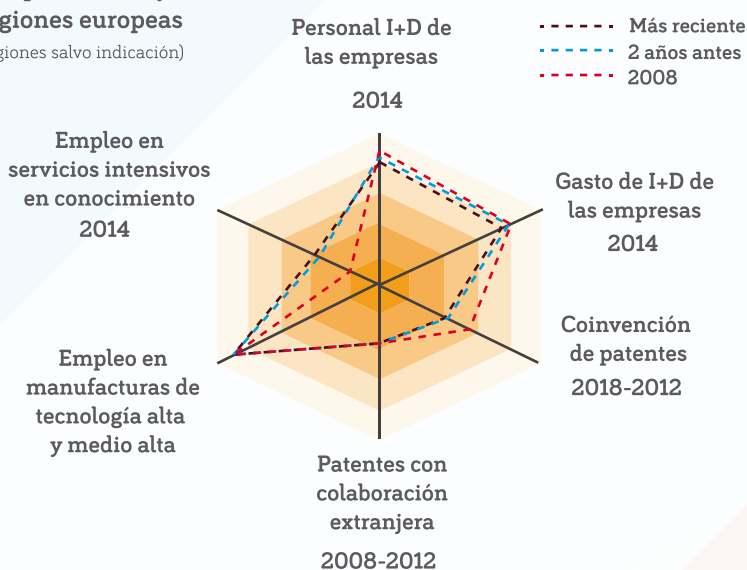 giones europeas
giones salvo indicación)
Personal I+D de
las empresas
2014
Más reciente
2 años antes
2008
Empleo en
servicios intensivos
en conocimiento
2014
Gasto de I+D de
las empresas
2014
Coinvención
de patentes
2018-2012
Empleo en
manufacturas de
tecnología alta
y medio alta
Patentes con
colaboración
extranjera
2008-2012